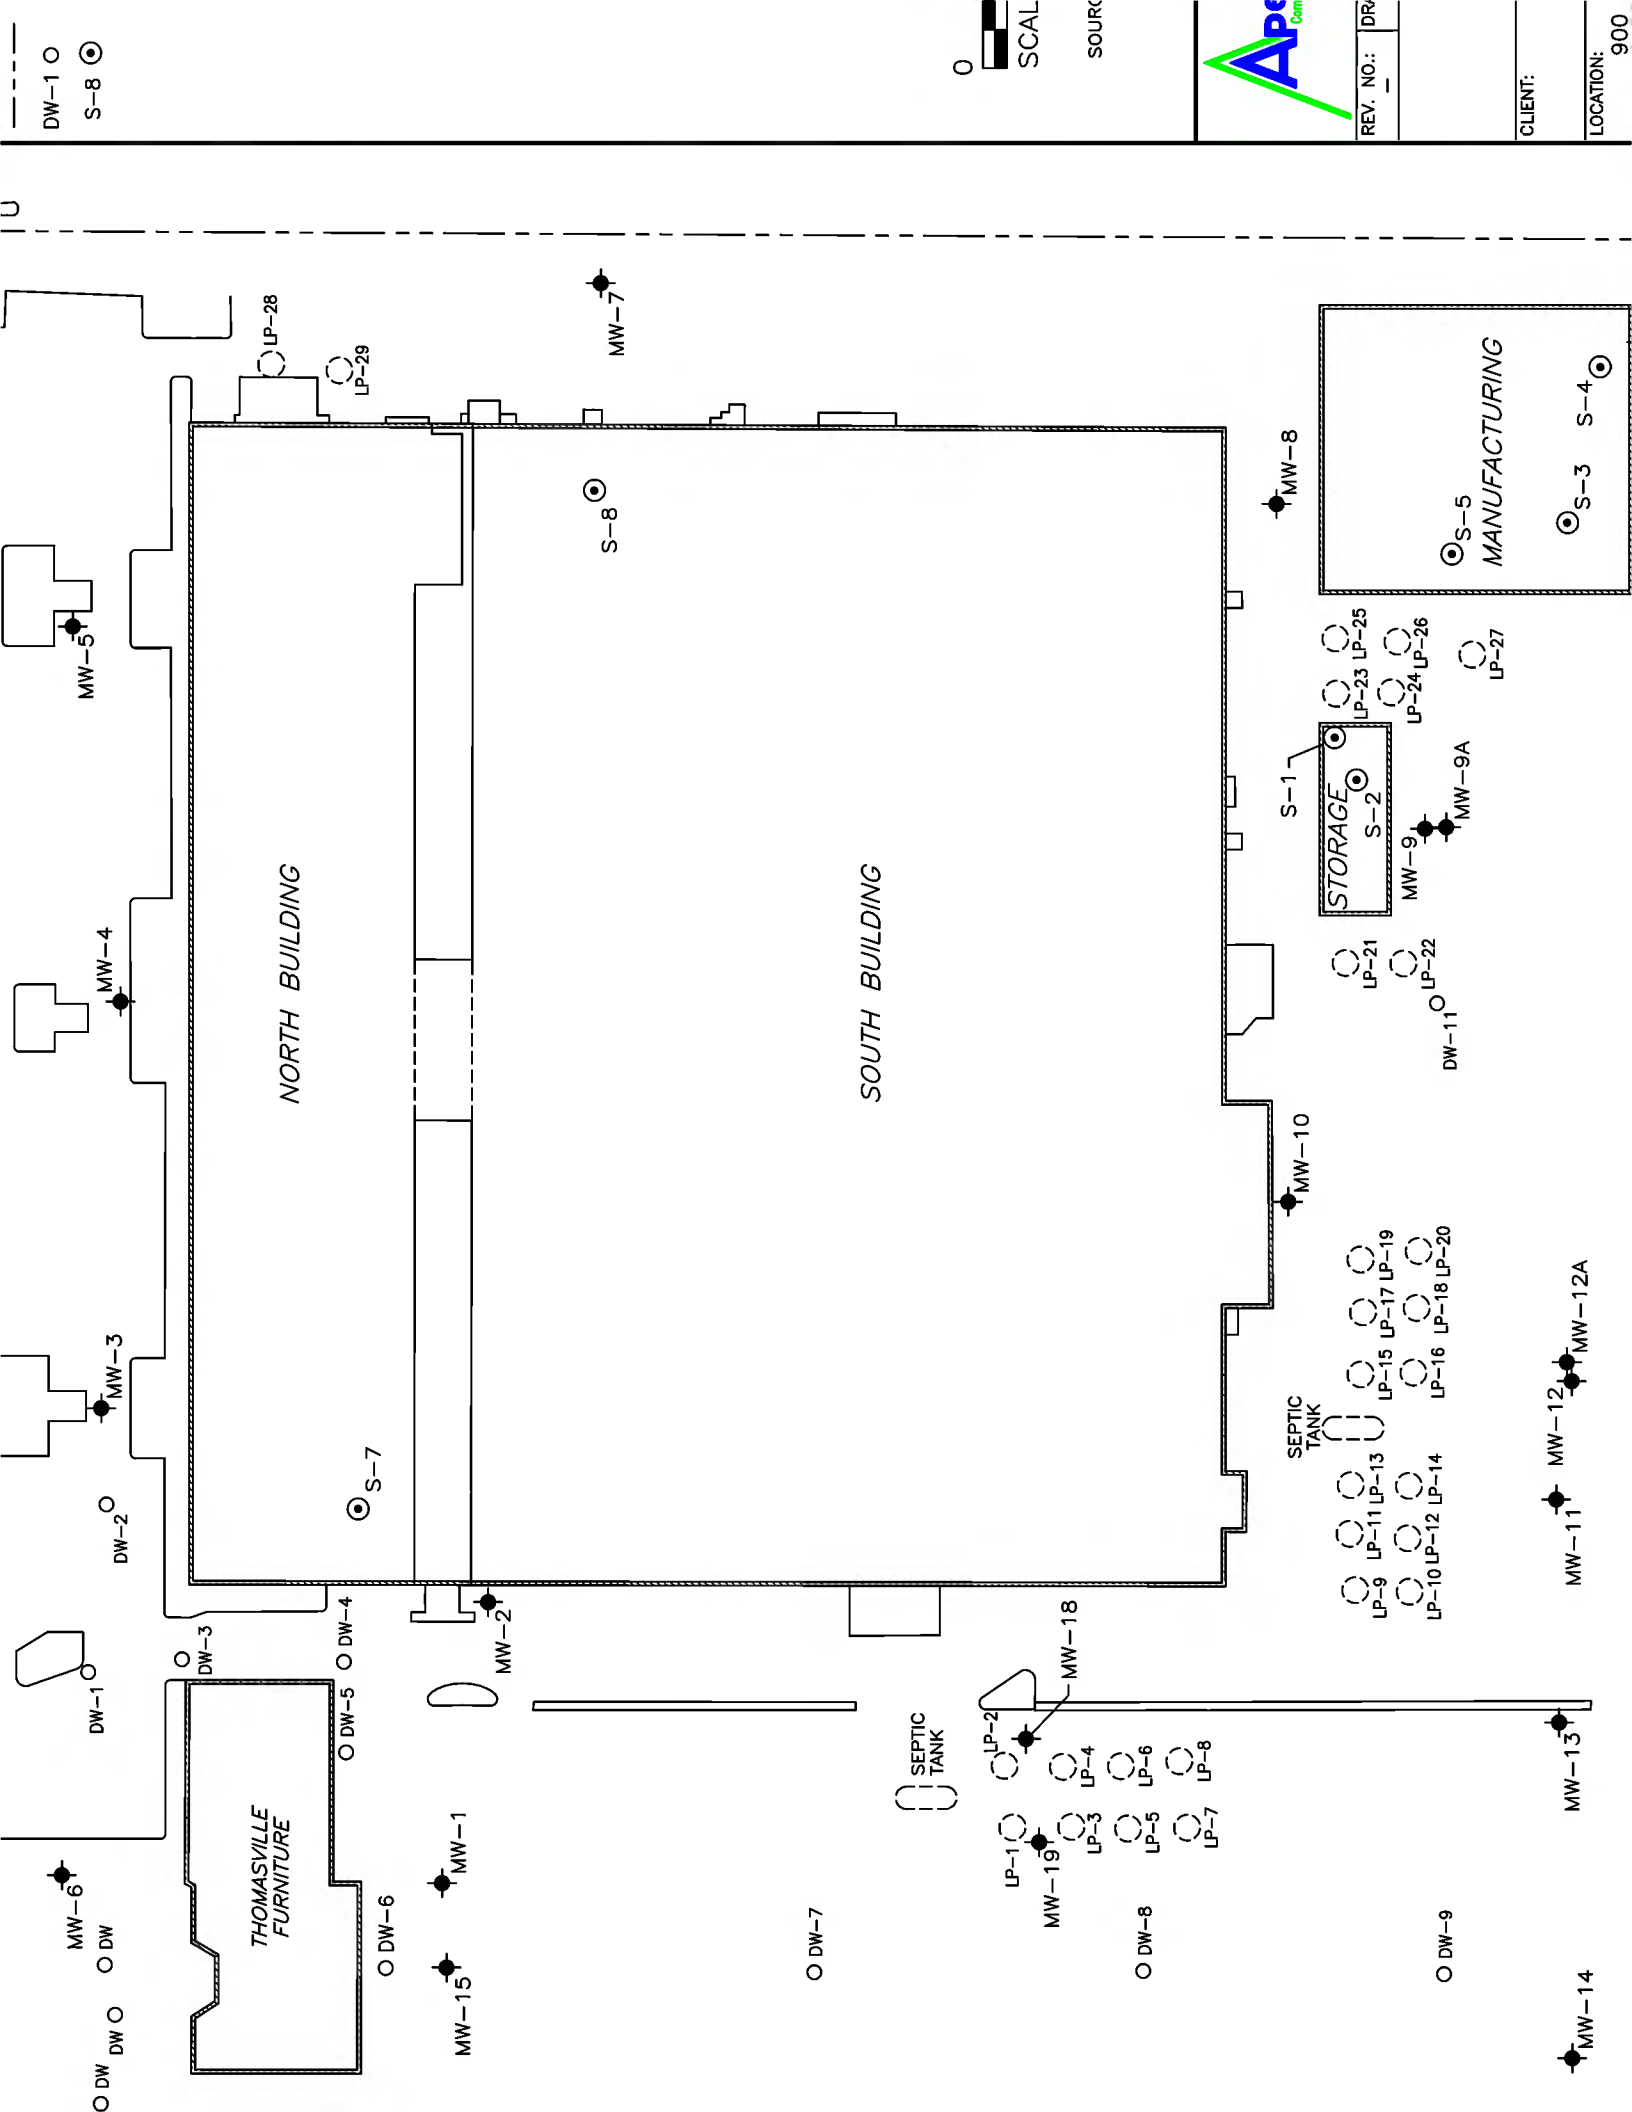 DW-1
S-8
0
SCAL
SOURC
Ape
Com
REV. NO.:
–
DRA
CLIENT:
LOCATION:
900
U
LP-28
LP-29
MW-7
MW-5
MW-4
MW-3
DW-2
DW-1
MW-6
DW
DW
DW
NORTH BUILDING
SOUTH BUILDING
S-7
S-8
DW-3
DW-4
DW-5
DW-6
THOMASVILLE
FURNITURE
MW-2
MW-1
MW-15
DW-7
DW-8
DW-9
MW-8
MANUFACTURING
S-5
S-3
S-4
LP-25
LP-26
LP-27
LP-23
LP-24
S-1
STORAGE
S-2
MW-9
MW-9A
LP-21
LP-22
DW-11
MW-10
LP-19
LP-20
LP-17
LP-18
LP-15
LP-16
SEPTIC
TANK
LP-13
LP-14
LP-11
LP-12
LP-9
LP-10
MW-12A
MW-12
MW-11
MW-18
SEPTIC
TANK
LP-2
LP-4
LP-6
LP-8
LP-1
LP-3
LP-5
LP-7
MW-19
MW-13
MW-14